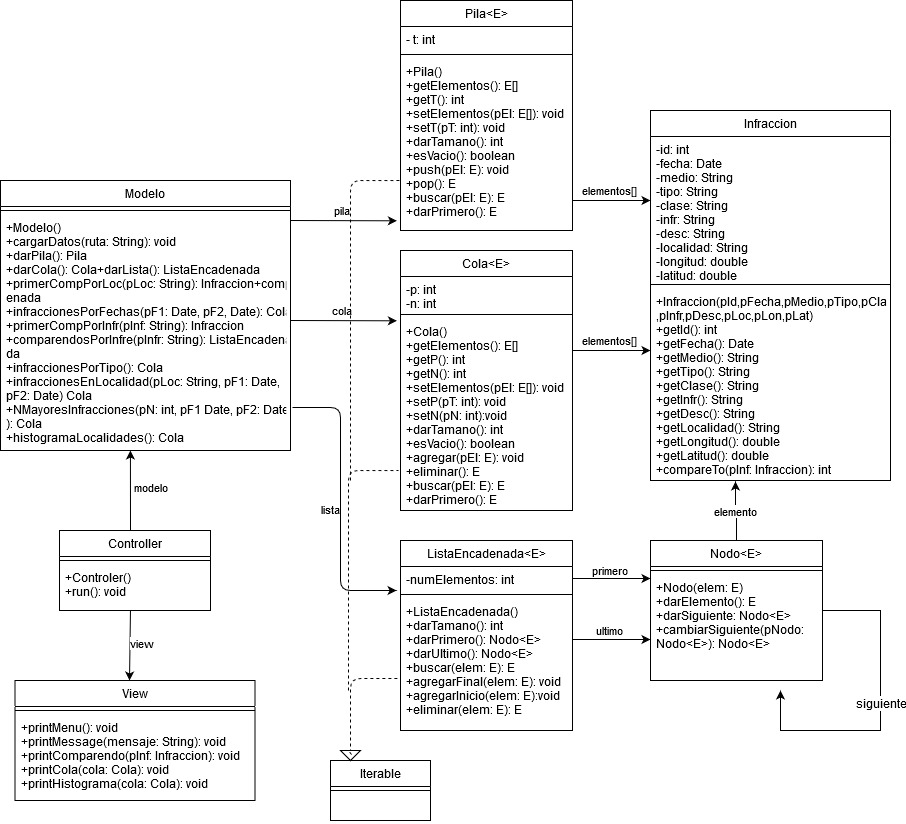 Pila<E>
- t: int
+Pila()
+getElementos(): E[]
+getT(): int
+setElementos(pEl: E[]): void
+setT(pT: int): void
+darTamano(): int
+esVacio(): boolean
+push(pEl: E): void
+pop(): E
+buscar(pEl: E): E
+darPrimero(): E
Modelo
+Modelo()
+cargarDatos(ruta: String): void
+darPila(): Pila
+darCola(): Cola+darLista(): ListaEncadenada
+primerCompPorLoc(pLoc: String): Infraccion+comp
enada
+infraccionesPorFechas(pF1: Date, pF2, Date): Cola
+primerCompPorInfr(pInf: String): Infraccion
+comparendosPorInfre(pInfr: String): ListaEncadena
da
+infraccionesPorTipo(): Cola
+infraccionesEnLocalidad(pLoc: String, pF1: Date,
pF2: Date) Cola
+NMayoresInfracciones(pN: int, pF1 Date, pF2: Date
): Cola
+histogramaLocalidades(): Cola
pila
cola
lista
elementos[]
Infraccion
-id: int
-fecha: Date
-medio: String
-tipo: String
-clase: String
-infr: String
-desc: String
-localidad: String
-longitud: double
-latitud: double
+Infraccion(pId,pFecha,pMedio,pTipo,pCla
,pInfr,pDesc,pLoc,pLon,pLat)
+getId(): int
+getFecha(): Date
+getMedio(): String
+getTipo(): String
+getClase(): String
+getInfr(): String
+getDesc(): String
+getLocalidad(): String
+getLongitud(): double
+getLatitud(): double
+compareTo(pInf: Infraccion): int
Cola<E>
-p: int
-n: int
+Cola()
+getElementos(): E[]
+getP(): int
+getN(): int
+setElementos(pEl: E[]): void
+setP(pT: int): void
+setN(pN: int):void
+darTamano(): int
+esVacio(): boolean
+agregar(pEl: E): void
+eliminar(): E
+buscar(pEl: E): E
+darPrimero(): E
elementos[]
elemento
modelo
Controller
+Controler()
+run(): void
view
View
+printMenu(): void
+printMessage(mensaje: String): void
+printComparendo(pInf: Infraccion): void
+printCola(cola: Cola): void
+printHistograma(cola: Cola): void
ListaEncadenada<E>
-numElementos: int
+ListaEncadenada()
+darTamano(): int
+darPrimero(): Nodo<E>
+darUltimo(): Nodo<E>
+buscar(elem: E): E
+agregarFinal(elem: E): void
+agregarInicio(elem: E):void
+eliminar(elem: E): E
primero
ultimo
Nodo<E>
+Nodo(elem: E)
+darElemento(): E
+darSiguiente: Nodo<E>
+cambiarSiguiente(pNodo:
Nodo<E>): Nodo<E>
siguiente
Iterable